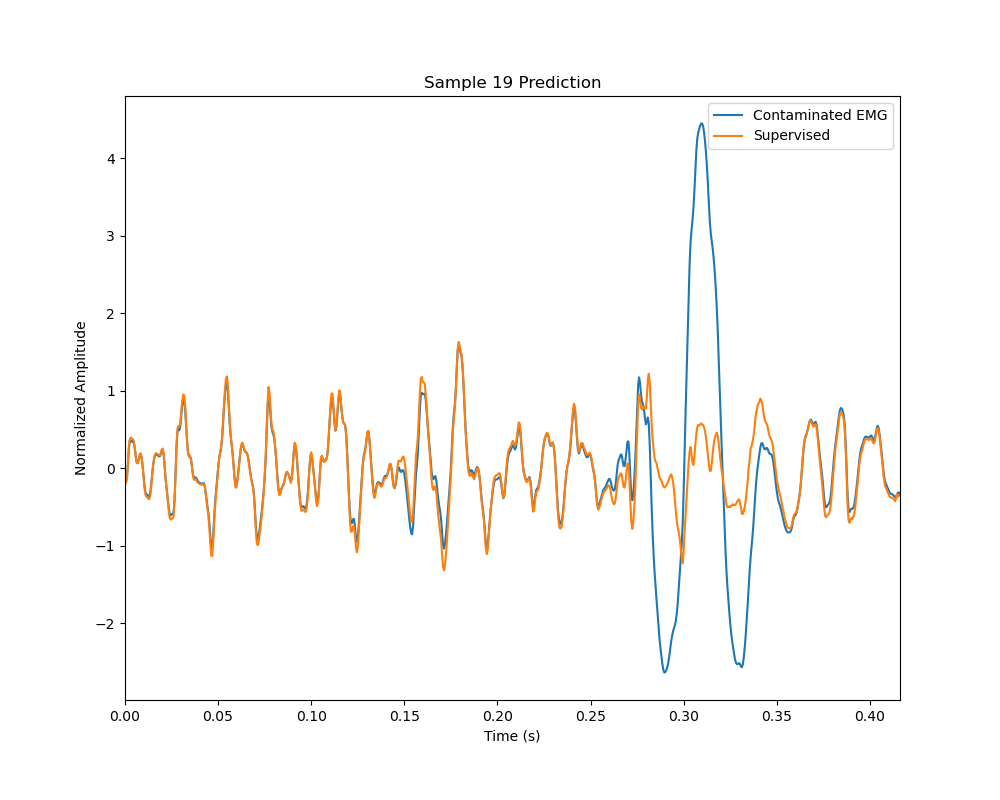 Sample 19 Prediction
Contaminated EMG
Supervised
Normalized Amplitude
4
3
2
1
0
−1
−2
0.00 0.05 0.10 0.15 0.20 0.25 0.30 0.35 0.40
Time (s)